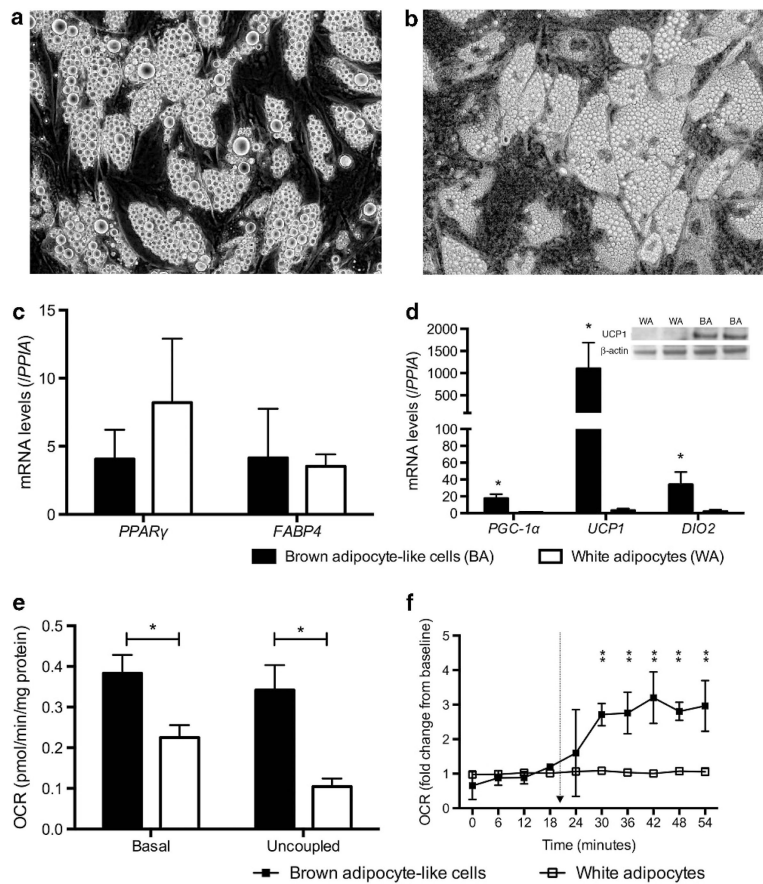 a
b
c
mRNA levels (/PPIA)
15
10
5
0
PPARγ
FABP4
d
mRNA levels (/PPIA)
2000
1500
1000
500
100
80
60
40
20
0
*
*
*
PGC-1α
UCP1
DIO2
WA WA BA BA
UCP1
β-actin
Brown adipocyte-like cells (BA)
White adipocytes (WA)
e
OCR (pmol/min/mg protein)
0.5
0.4
0.3
0.2
0.1
0.0
*
*
Basal
Uncoupled
f
OCR (fold change from baseline)
5
4
3
2
1
0
** ** ** ** **
0 6 12 18 24 30 36 42 48 54
Time (minutes)
Brown adipocyte-like cells
White adipocytes